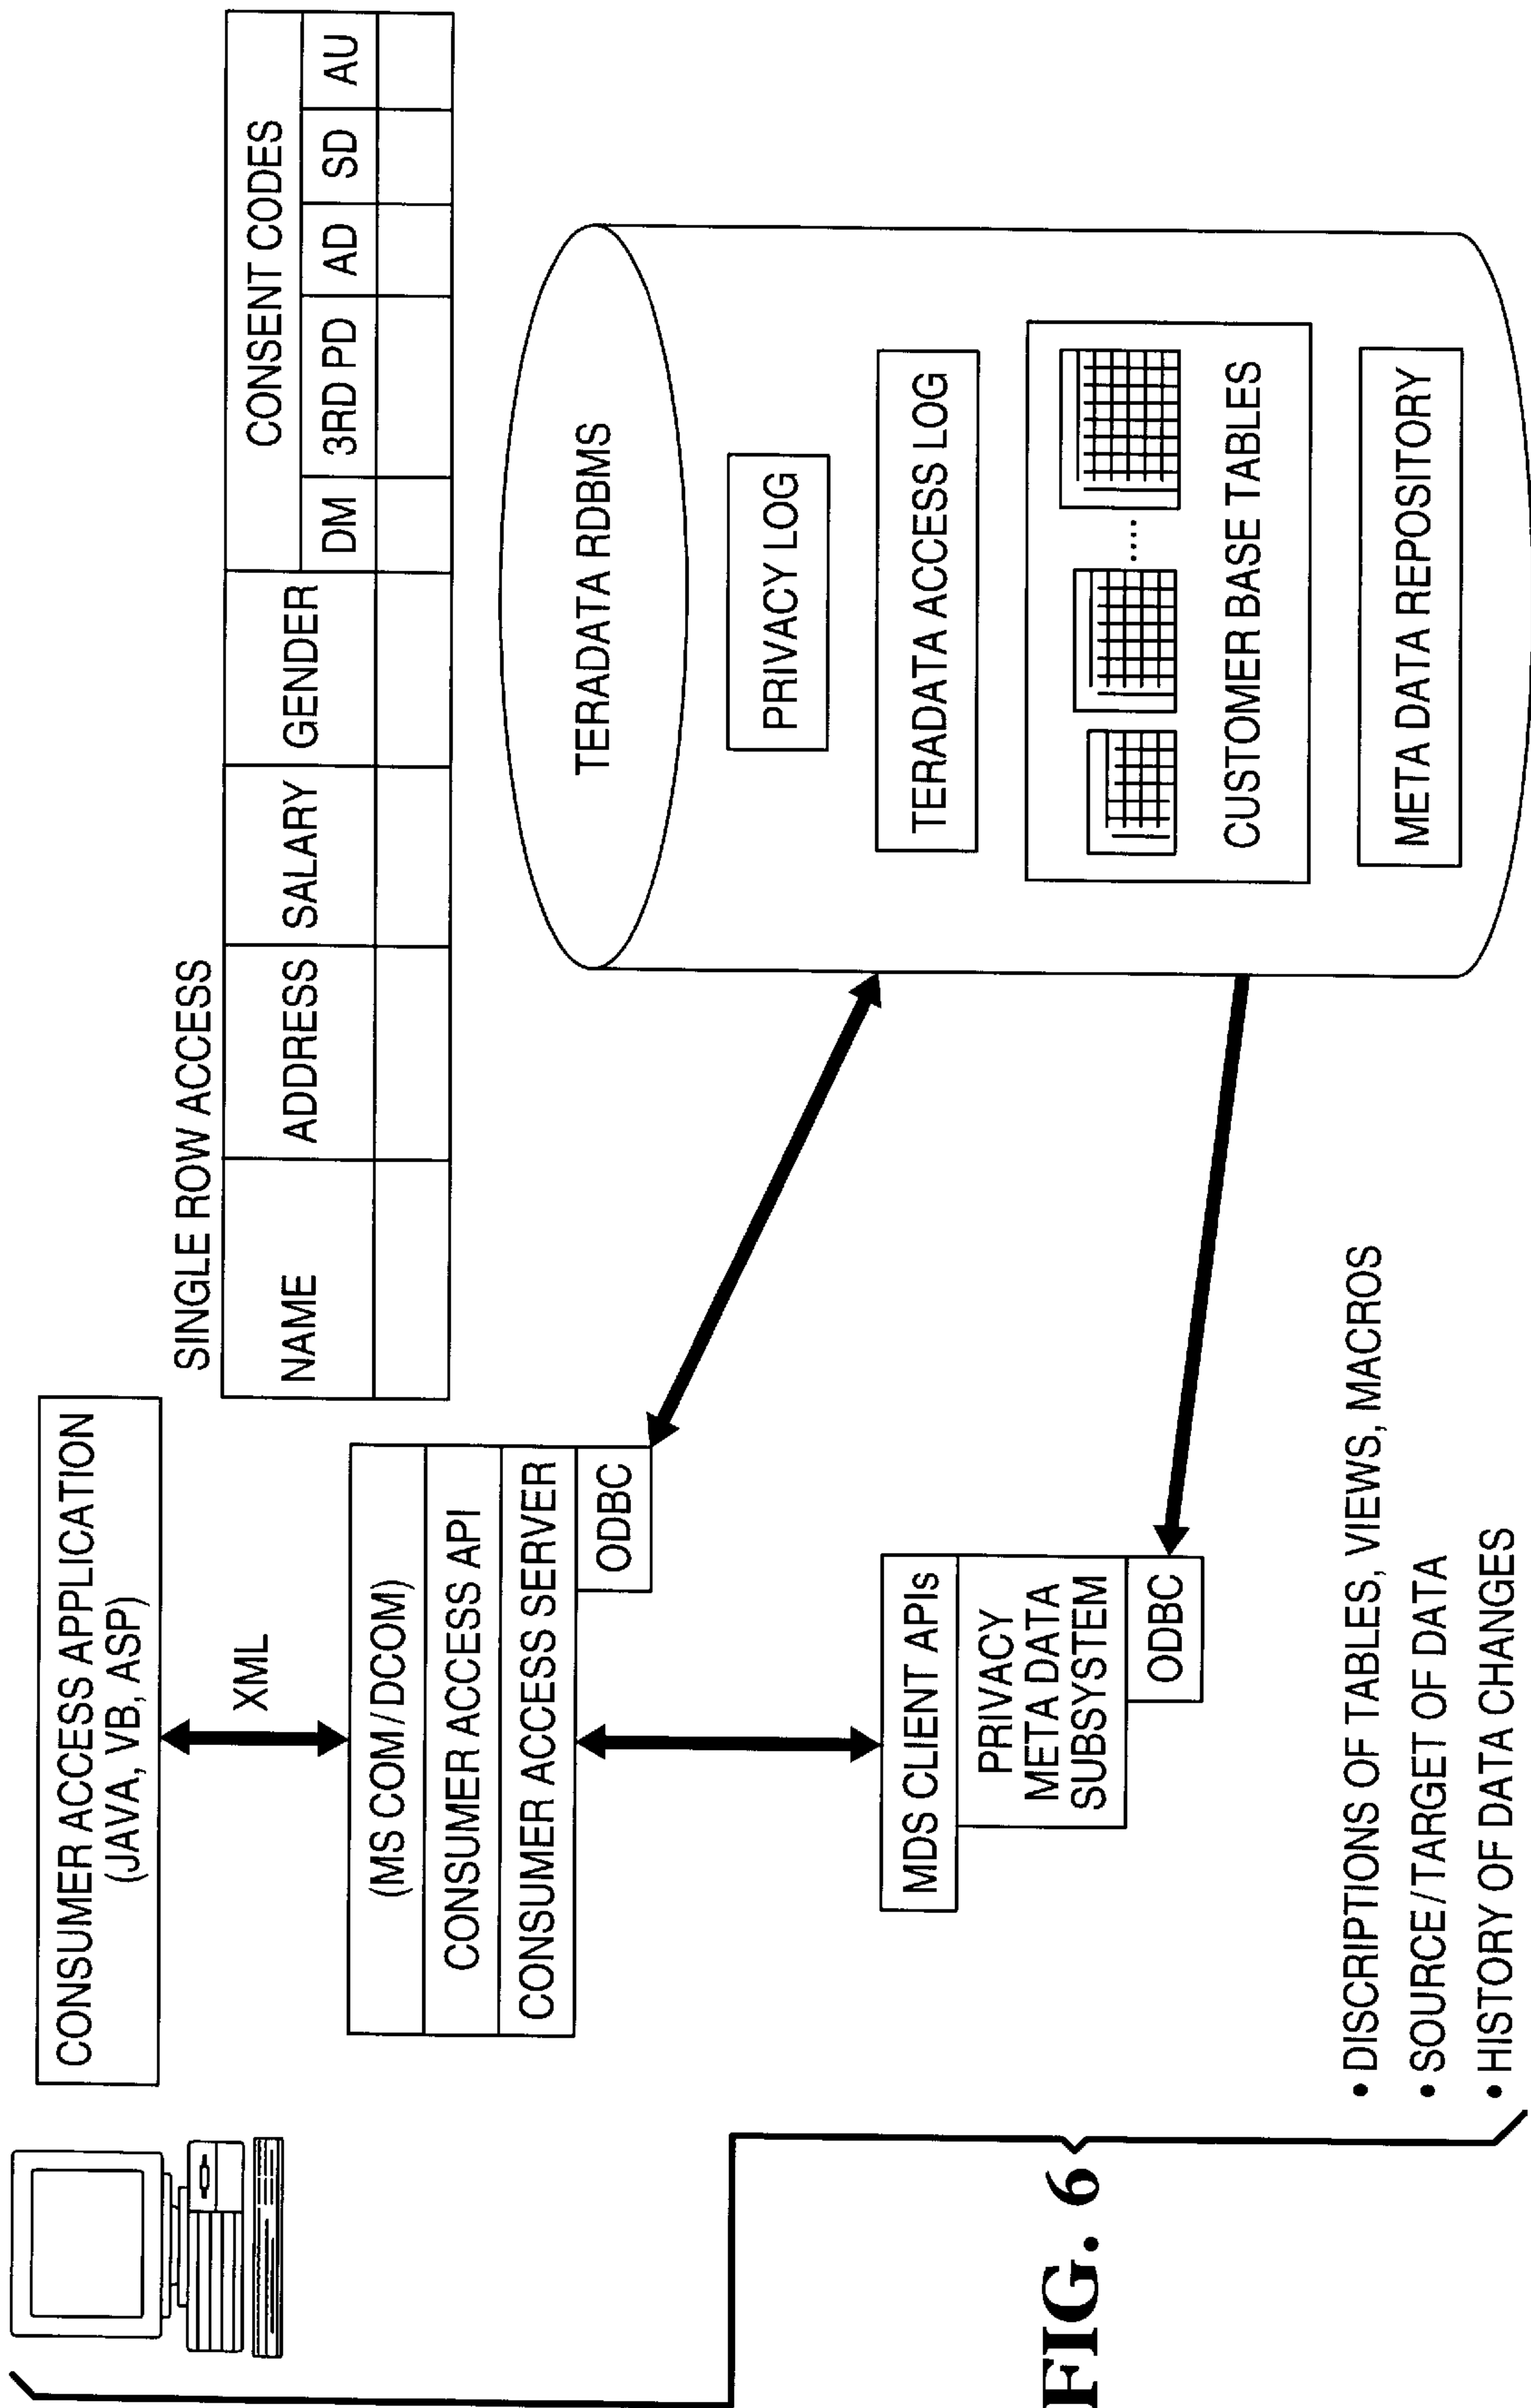 CONSUMER ACCESS APPLICATION
(JAVA, VB, ASP)
XML
(MS COM/DCOM)
CONSUMER ACCESS API
CONSUMER ACCESS SERVER
ODBC
MDS CLIENT APIs
PRIVACY
META DATA
SUBSYSTEM
ODBC
• DISCRIPTIONS OF TABLES, VIEWS, MACROS
• SOURCE/TARGET OF DATA
• HISTORY OF DATA CHANGES
SINGLE ROW ACCESS
NAME ADDRESS SALARY GENDER CONSENT CODES
DM 3RD PD AD SD AU
TERADATA RDBMS
PRIVACY LOG
TERADATA ACCESS LOG
....
CUSTOMER BASE TABLES
META DATA REPOSITORY
FIG. 6